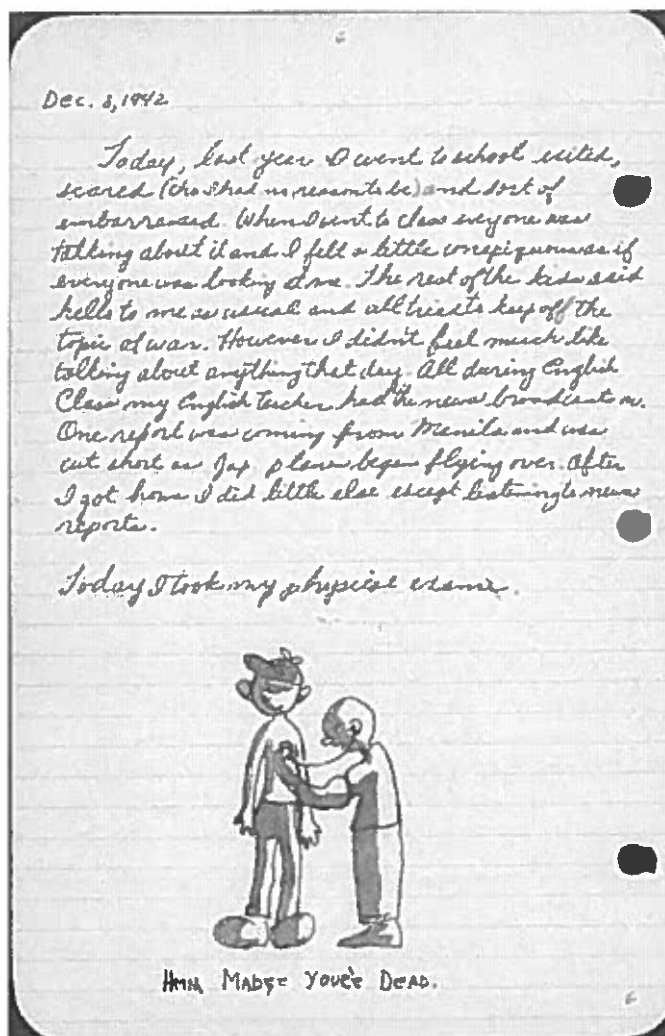 6
Dec. 8, 1942
Today, last year I went to school exited,
scared (tho I had no reason to be) and sort of
embarrassed. When I went to class everyone was
talking about it and I felt a little conspiquous as if
everyone was looking at me. The rest of the kids said
hello to me as usual and all tried to keep off the
topic of war. However I didn't feel much like
talking about anything that day. All during English
Class my English teacher had the news broadcast on.
One report was coming from Manila and was
cut short as Jap planes began flying over. After
I got home I did little else except listening to news
reports.
Today I took my physical exams.
HMM, MABYE YOUE'E DEAD.
6